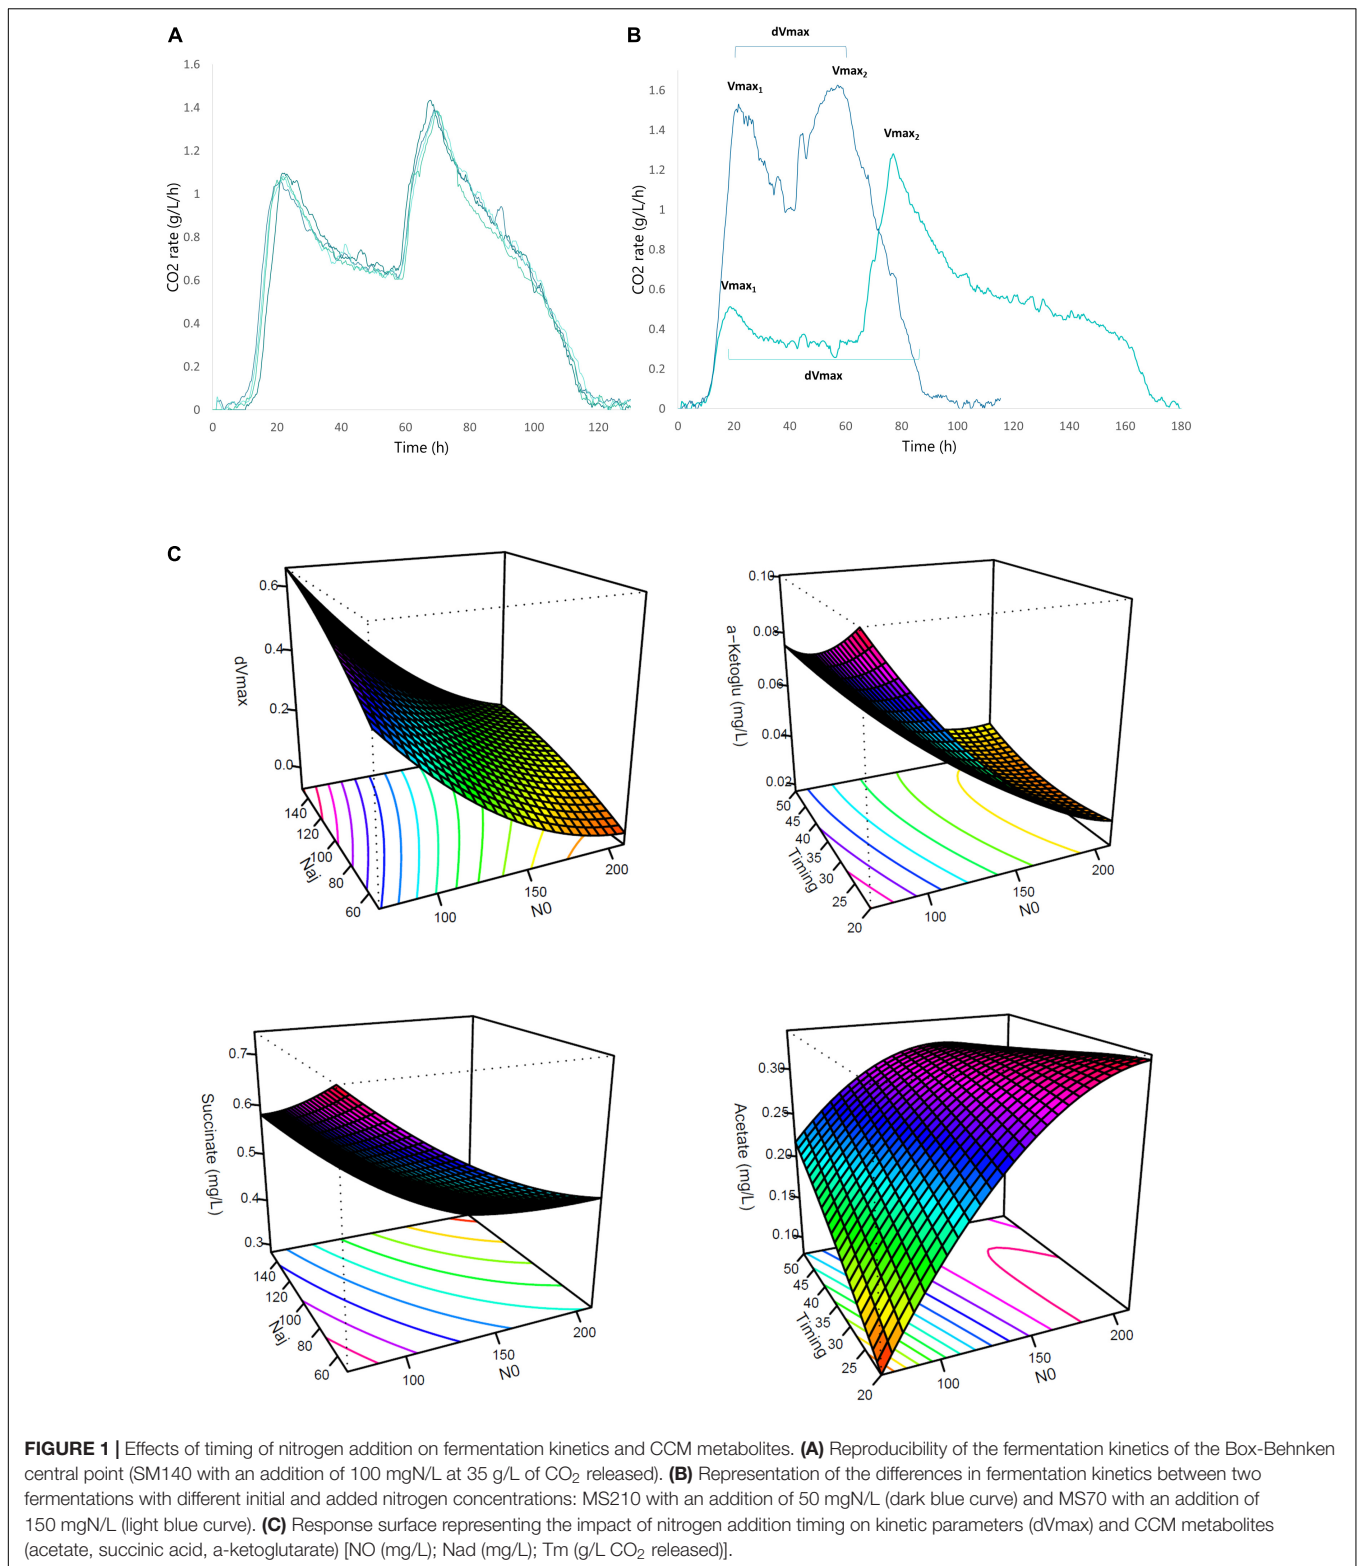 A
1.6
1.4
1.2
1
0.8
0.6
0.4
0.2
0
CO2 rate (g/L/h)
0 20 40 60 80 100 120
Time (h)
B
dVmax
Vmax1
Vmax2
Vmax2
Vmax1
dVmax
1.6
1.4
1.2
1
0.8
0.6
0.4
0.2
0
CO2 rate (g/L/h)
0 20 40 60 80 100 120 140 160 180
Time (h)
C
0.6
0.4
0.2
0.0
dVmax
140
120
100
80
60
Naj
100
150
200
N0
0.10
0.08
0.06
0.04
0.02
a-Ketoglu (mg/L)
50
45
40
35
30
25
20
Timing
100
150
200
N0
0.7
0.6
0.5
0.4
0.3
Succinate (mg/L)
140
120
100
80
60
Naj
100
150
200
N0
0.30
0.25
0.20
0.15
0.10
Acetate (mg/L)
50
45
40
35
30
25
20
Timing
100
150
200
N0
FIGURE 1 | Effects of timing of nitrogen addition on fermentation kinetics and CCM metabolites. (A) Reproducibility of the fermentation kinetics of the Box-Behnken
central point (SM140 with an addition of 100 mgN/L at 35 g/L of CO2 released). (B) Representation of the differences in fermentation kinetics between two
fermentations with different initial and added nitrogen concentrations: MS210 with an addition of 50 mgN/L (dark blue curve) and MS70 with an addition of
150 mgN/L (light blue curve). (C) Response surface representing the impact of nitrogen addition timing on kinetic parameters (dVmax) and CCM metabolites
(acetate, succinic acid, a-ketoglutarate) [NO (mg/L); Nad (mg/L); Tm (g/L CO2 released)].